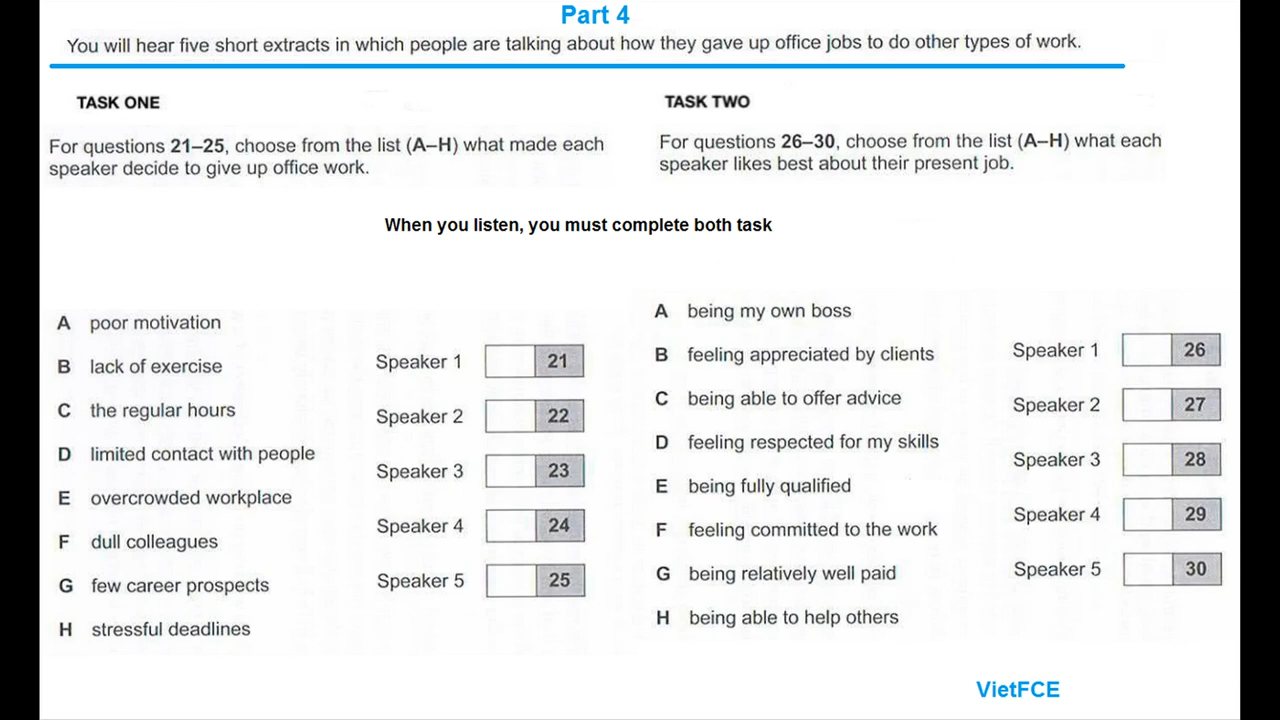 Part 4
You will hear five short extracts in which people are talking about how they gave up office jobs to do other types of work.
TASK ONE
For questions 21–25, choose from the list (A–H) what made each
speaker decide to give up office work.
TASK TWO
For questions 26–30, choose from the list (A–H) what each
speaker likes best about their present job.
When you listen, you must complete both task
A poor motivation
B lack of exercise
C the regular hours
D limited contact with people
E overcrowded workplace
F dull colleagues
G few career prospects
H stressful deadlines
Speaker 1 21
Speaker 2 22
Speaker 3 23
Speaker 4 24
Speaker 5 25
A being my own boss
B feeling appreciated by clients
C being able to offer advice
D feeling respected for my skills
E being fully qualified
F feeling committed to the work
G being relatively well paid
H being able to help others
Speaker 1 26
Speaker 2 27
Speaker 3 28
Speaker 4 29
Speaker 5 30
VietFCE